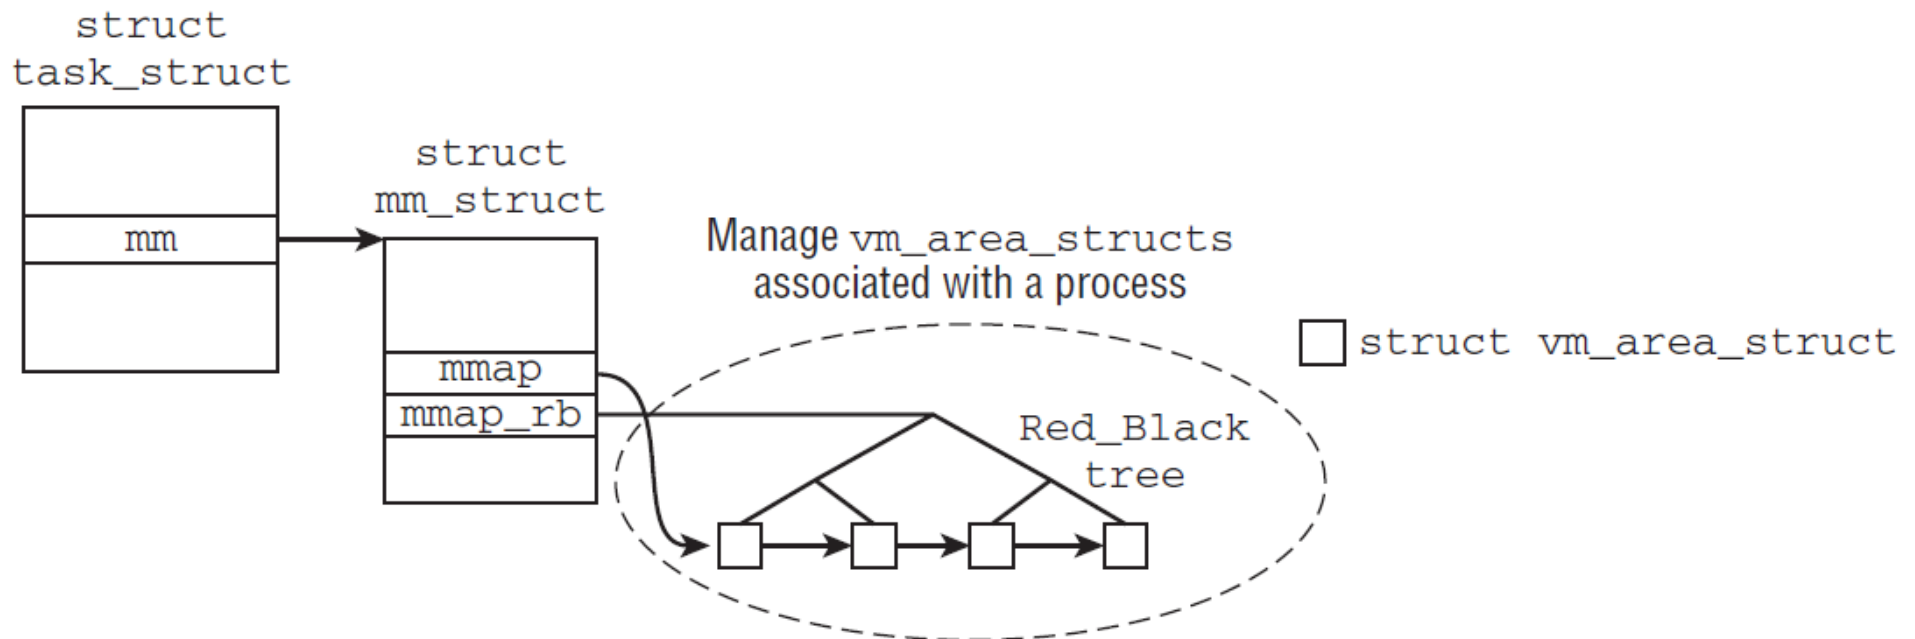 struct
task_struct
mm
struct
mm_struct
mmap
mmap_rb
Manage vm_area_structs
associated with a process
Red_Black
tree
struct vm_area_struct